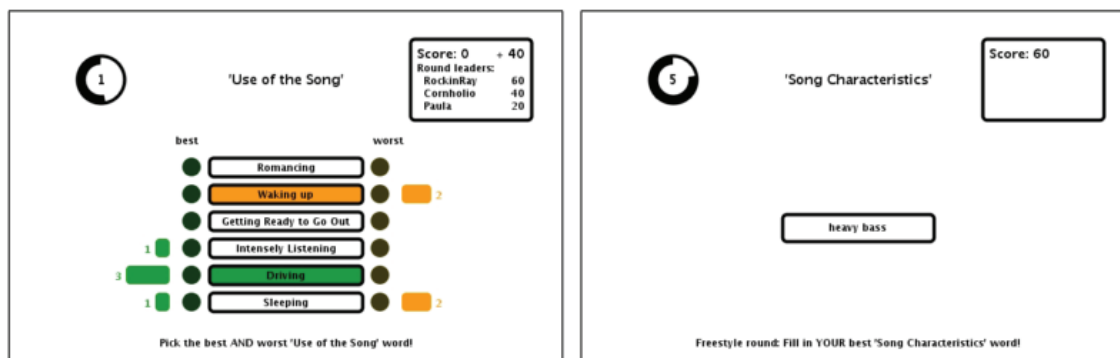 1
'Use of the Song'
Score: 0 + 40
Round leaders:
RockinRay 60
Cornholio 40
Paula 20
best worst
Romancing
Waking up 2
Getting Ready to Go Out
1 Intensely Listening
3 Driving
1 Sleeping 2
Pick the best AND worst 'Use of the Song' word!
5
'Song Characteristics'
Score: 60
heavy bass
Freestyle round: Fill in YOUR best 'Song Characteristics' word!